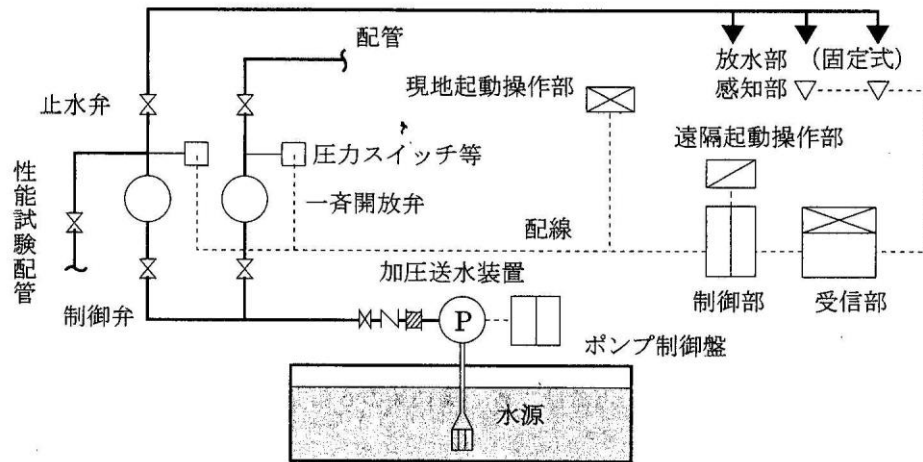 配管
放水部 (固定式)
感知部
現地起動操作部
止水弁
遠隔起動操作部
圧力スイッチ等
性能試験配管
一斉開放弁
配線
加圧送水装置
制御弁
P
制御部
受信部
ポンプ制御盤
水源